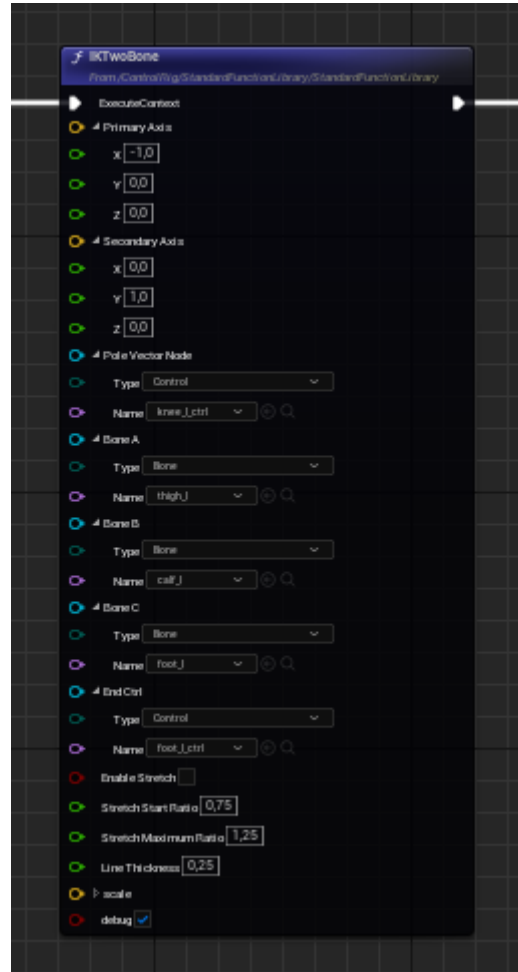 IKTwoBone
From /ControlRig/StandardFunctionLibrary/StandardFunctionLibrary
ExecuteContext
Primary Axis
X -1,0
Y 0,0
Z 0,0
Secondary Axis
X 0,0
Y 1,0
Z 0,0
Pole Vector Node
Type Control
Name knee_l_ctrl
Bone A
Type Bone
Name thigh_l
Bone B
Type Bone
Name calf_l
Bone C
Type Bone
Name foot_l
End Ctrl
Type Control
Name foot_l_ctrl
Enable Stretch
Stretch Start Ratio 0,75
Stretch Maximum Ratio 1,25
Line Thickness 0,25
scale
debug